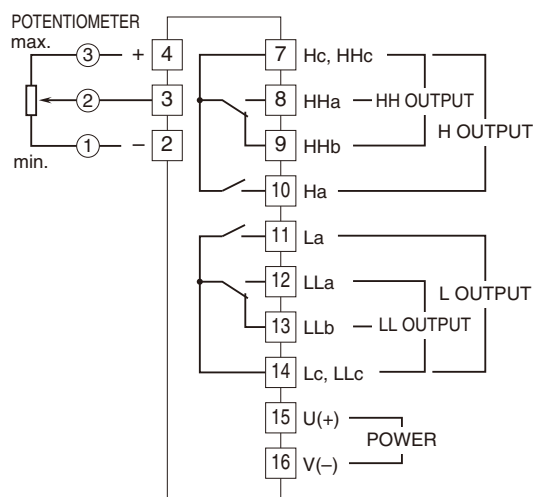 POTENTIOMETER
max.
3 + 4
2 3
1 − 2
min.
7 Hc, HHc
8 HHa HH OUTPUT
9 HHb
H OUTPUT
10 Ha
11 La
12 LLa
L OUTPUT
13 LLb LL OUTPUT
14 Lc, LLc
15 U(+)
POWER
16 V(−)